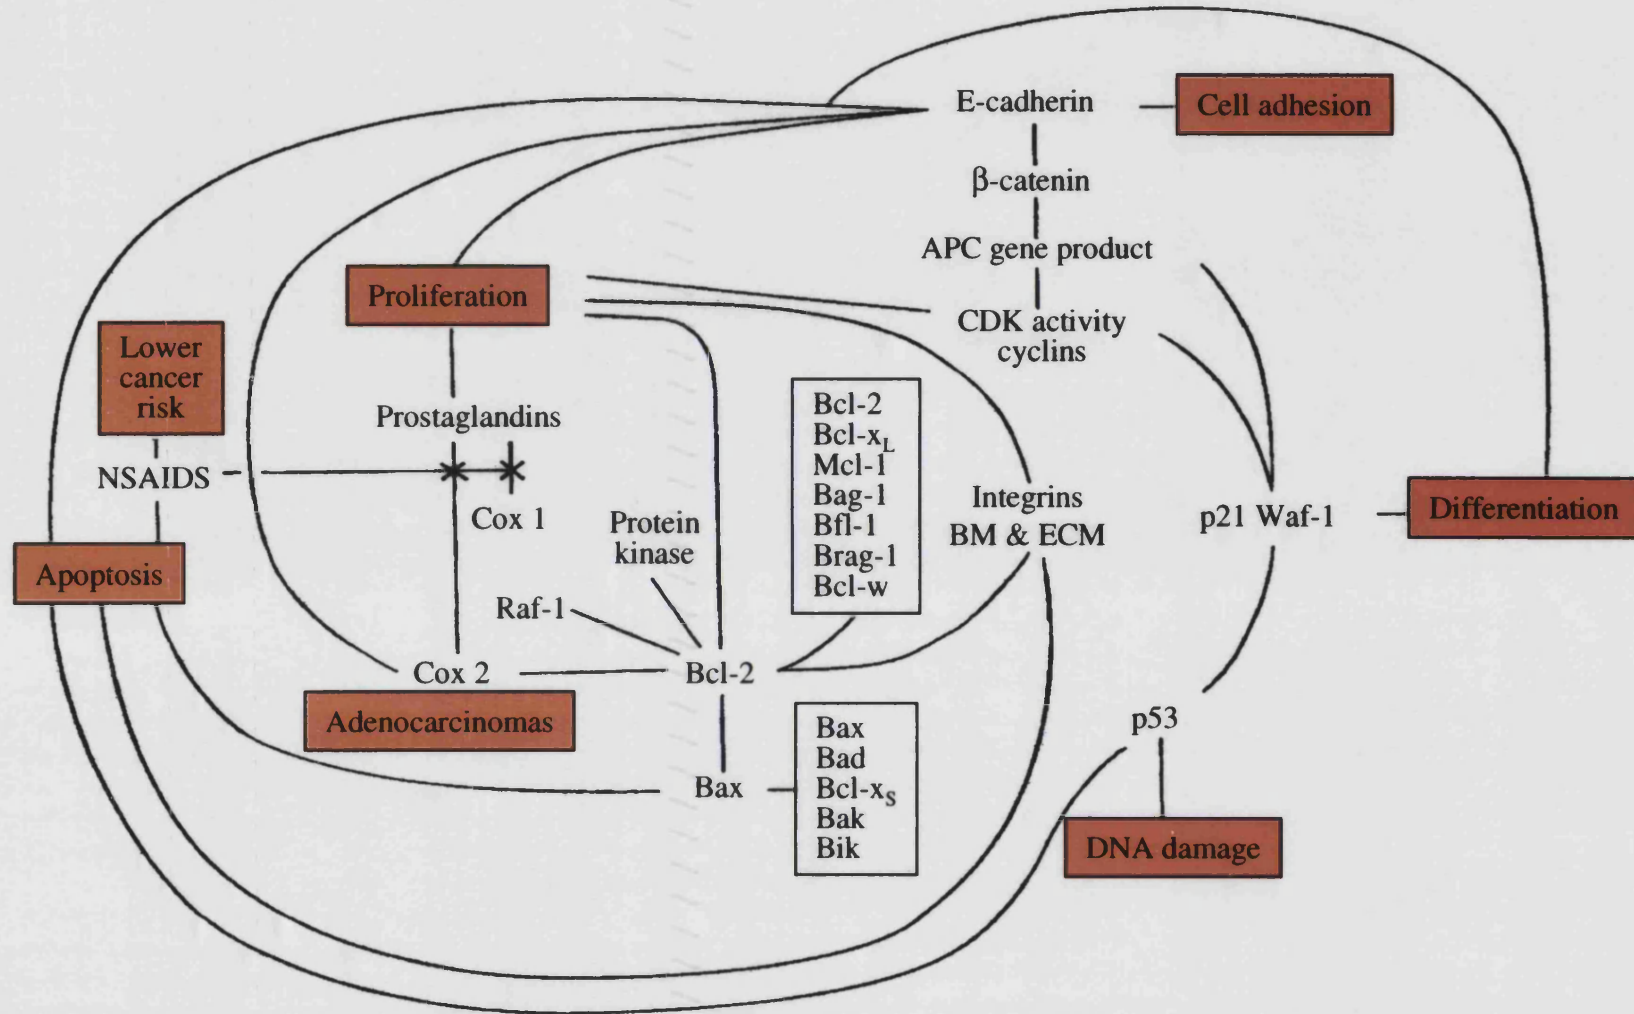 E-cadherin
Cell adhesion
β-catenin
APC gene product
Proliferation
CDK activity
cyclins
Lower
cancer
risk
Prostaglandins
NSAIDS
Cox 1
Protein
kinase
Bcl-2
Bcl-x_L
Mcl-1
Bag-1
Bfl-1
Brag-1
Bcl-w
Integrins
BM & ECM
p21 Waf-1
Differentiation
Apoptosis
Raf-1
Cox 2
Bcl-2
Adenocarcinomas
p53
Bax
Bax
Bad
Bcl-x_S
Bak
Bik
DNA damage